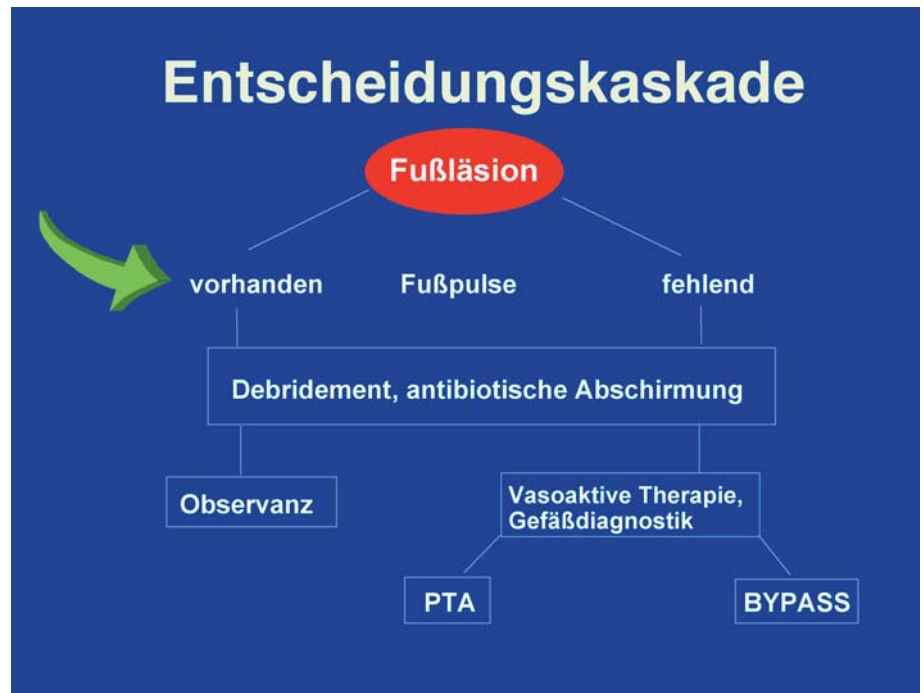 Entscheidungskaskade
Fußläsion
vorhanden Fußpulse fehlend
Debridement, antibiotische Abschirmung
Observanz
Vasoaktive Therapie,
Gefäßdiagnostik
PTA BYPASS